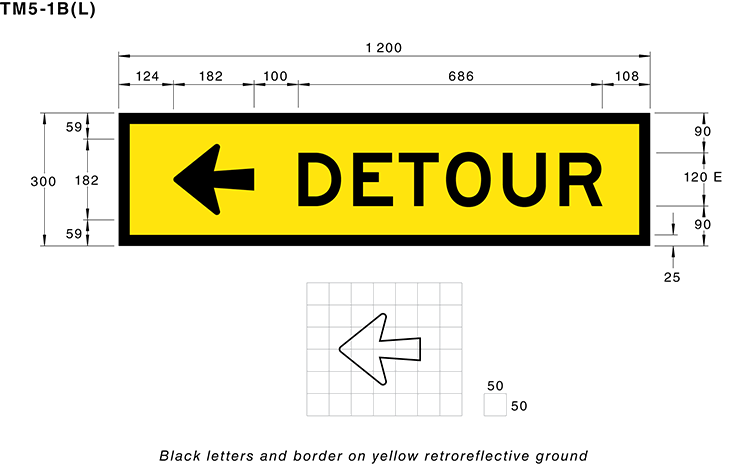 TM5-1B(L)
1 200
124 182 100 686 108
59 90
300 182 DETOUR 120 E
59 90
25
50
50
Black letters and border on yellow retroreflective ground